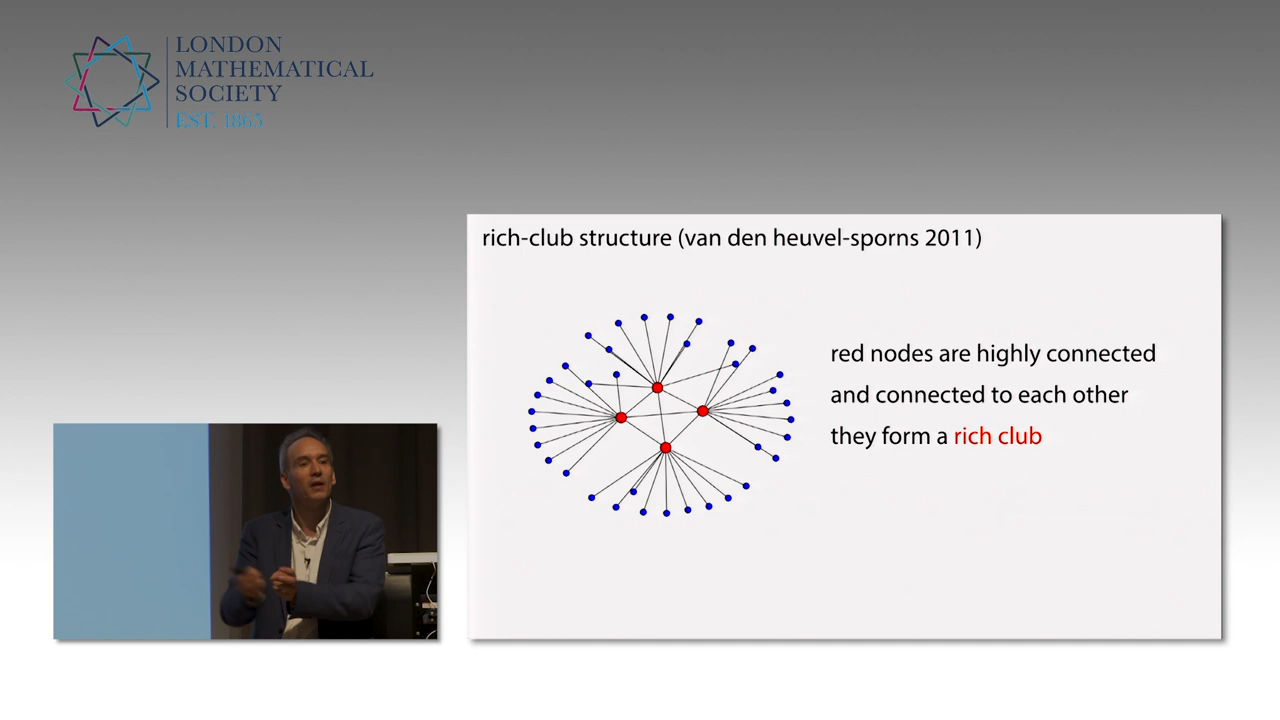 LONDON
MATHEMATICAL
SOCIETY
EST. 1865
rich-club structure (van den heuvel-sporns 2011)
red nodes are highly connected
and connected to each other
they form a rich club